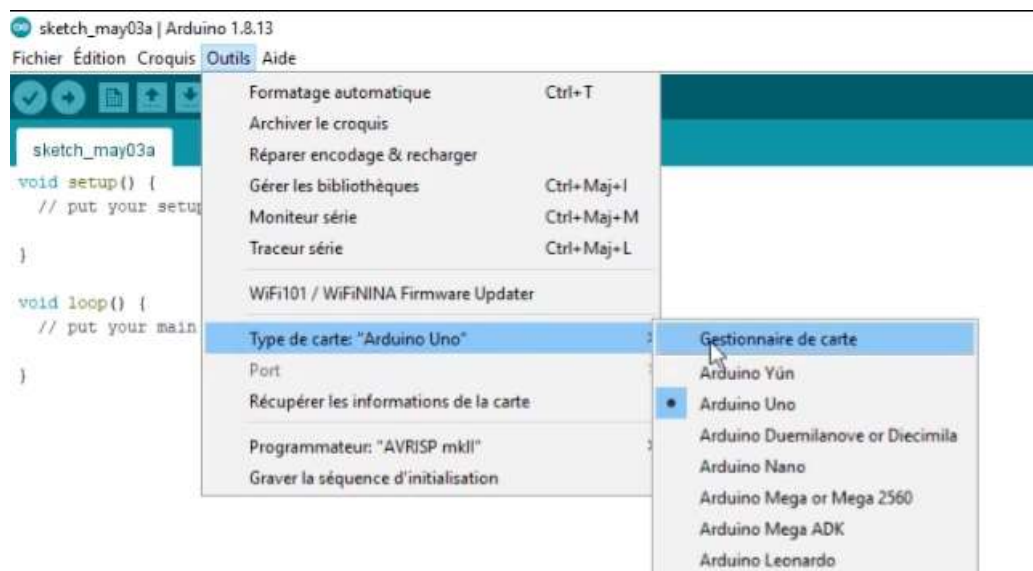 sketch_may03a | Arduino 1.8.13
Fichier Édition Croquis Outils Aide
Formatage automatique Ctrl+T
Archiver le croquis
sketch_may03a
Réparer encodage & recharger
void setup() {
Gérer les bibliothèques Ctrl+Maj+I
// put your setup
Moniteur série Ctrl+Maj+M
}
Traceur série Ctrl+Maj+L
WiFi101 / WiFiNINA Firmware Updater
void loop() {
// put your main
Type de carte: "Arduino Uno"
Gestionnaire de carte
}
Port
Arduino Yún
Récupérer les informations de la carte
Arduino Uno
Arduino Duemilanove or Diecimila
Programmateur: "AVRISP mkII"
Arduino Nano
Graver la séquence d'initialisation
Arduino Mega or Mega 2560
Arduino Mega ADK
Arduino Leonardo